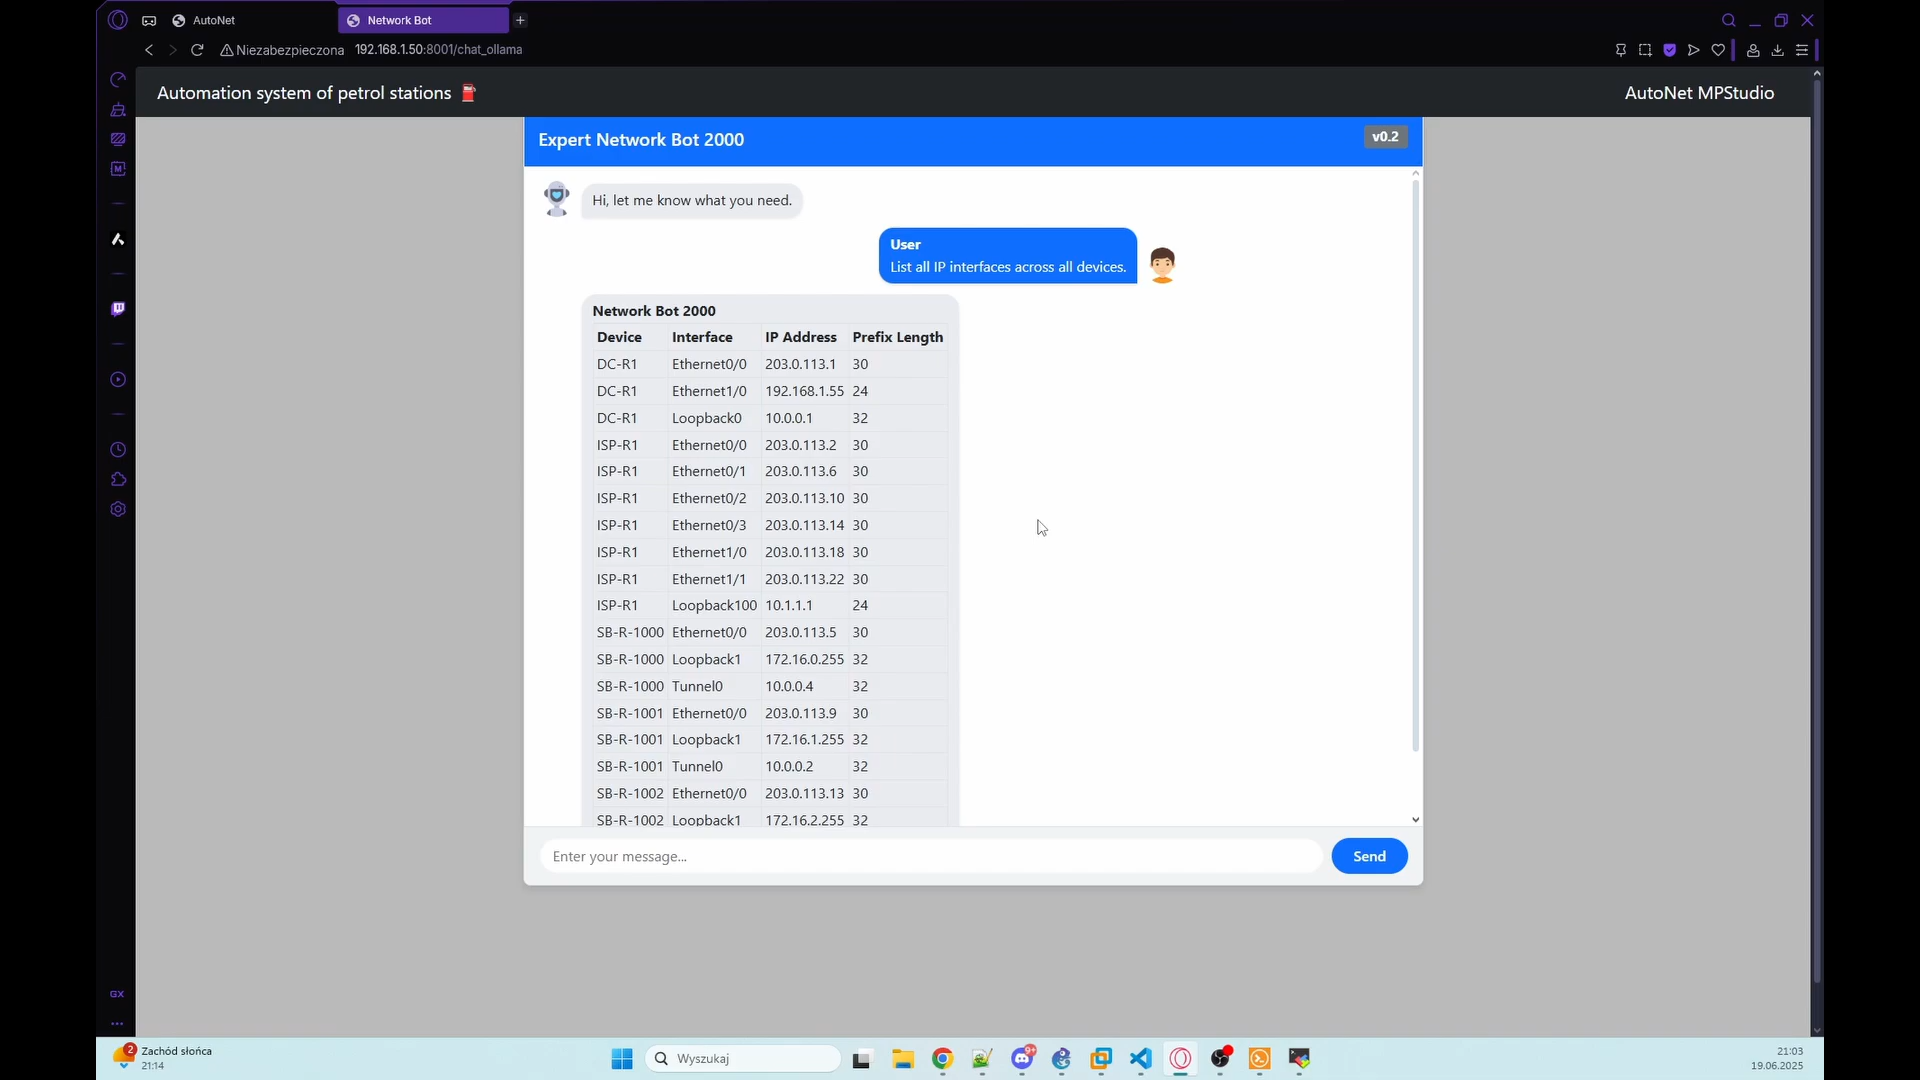 AutoNet
Network Bot
Niezabezpieczona 192.168.1.50:8001/chat_ollama
Automation system of petrol stations
AutoNet MPStudio
Expert Network Bot 2000
v0.2
Hi, let me know what you need.
User
List all IP interfaces across all devices.
Network Bot 2000
Device Interface IP Address Prefix Length
DC-R1 Ethernet0/0 203.0.113.1 30
DC-R1 Ethernet1/0 192.168.1.55 24
DC-R1 Loopback0 10.0.0.1 32
ISP-R1 Ethernet0/0 203.0.113.2 30
ISP-R1 Ethernet0/1 203.0.113.6 30
ISP-R1 Ethernet0/2 203.0.113.10 30
ISP-R1 Ethernet0/3 203.0.113.14 30
ISP-R1 Ethernet1/0 203.0.113.18 30
ISP-R1 Ethernet1/1 203.0.113.22 30
ISP-R1 Loopback100 10.1.1.1 24
SB-R-1000 Ethernet0/0 203.0.113.5 30
SB-R-1000 Loopback1 172.16.0.255 32
SB-R-1000 Tunnel0 10.0.0.4 32
SB-R-1001 Ethernet0/0 203.0.113.9 30
SB-R-1001 Loopback1 172.16.1.255 32
SB-R-1001 Tunnel0 10.0.0.2 32
SB-R-1002 Ethernet0/0 203.0.113.13 30
SB-R-1002 Loopback1 172.16.2.255 32
Enter your message...
Send
GX
2
Zachód słońca
21:14
Wyszukaj
9+
21:03
19.06.2025